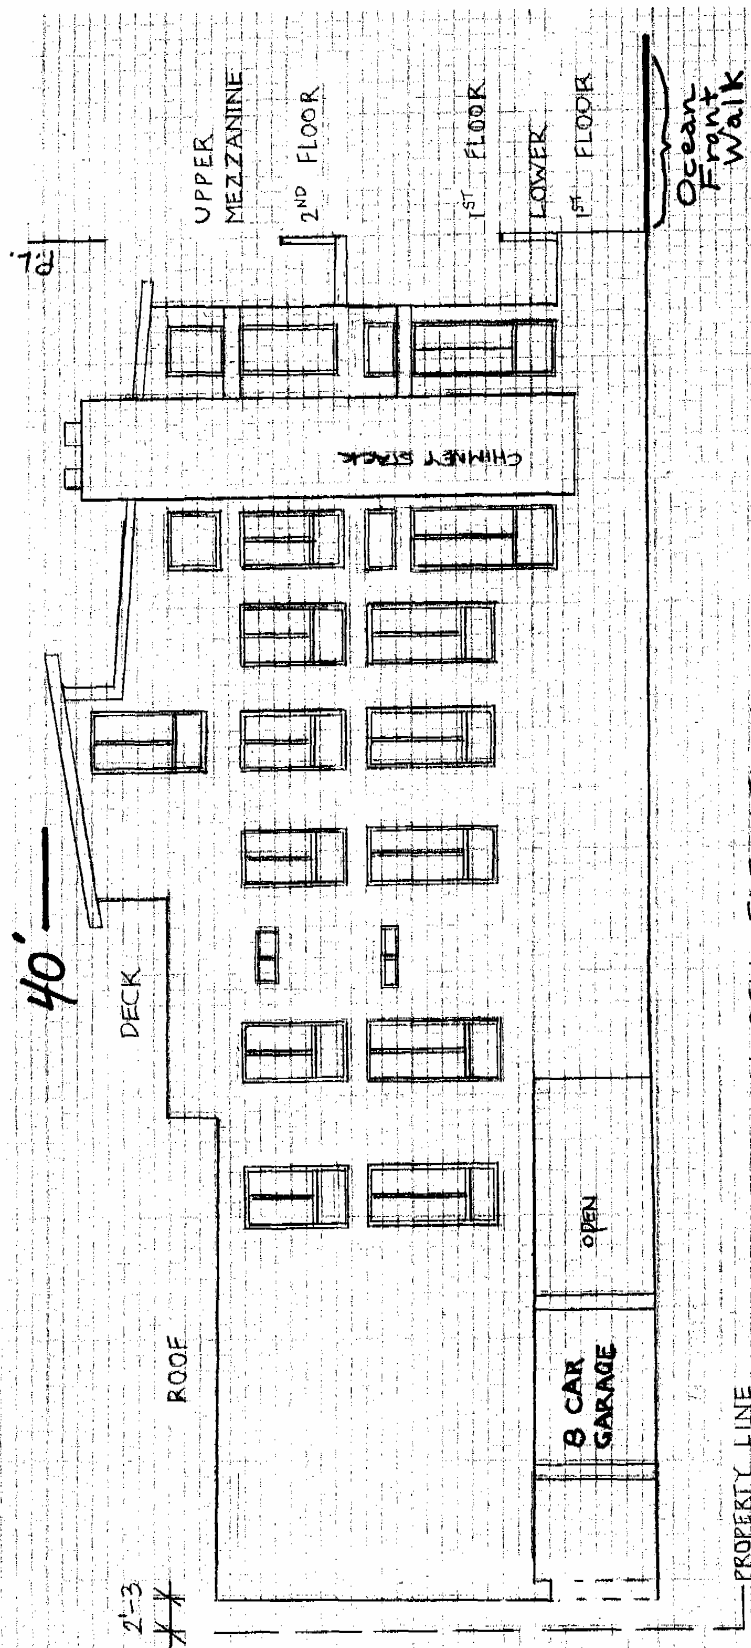 40'
UPPER
MEZZANINE
2ND FLOOR
1ST FLOOR
LOWER
1ST FLOOR
Ocean
Front
Walk
CHIMNEY STACK
DECK
ROOF
OPEN
8 CAR
GARAGE
2'-3
PROPERTY LINE